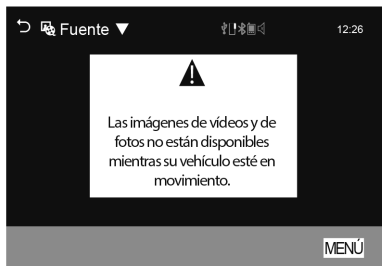 Fuente ▼ 12:26
Las imágenes de vídeos y de
fotos no están disponibles
mientras su vehículo esté en
movimiento.
MENÚ